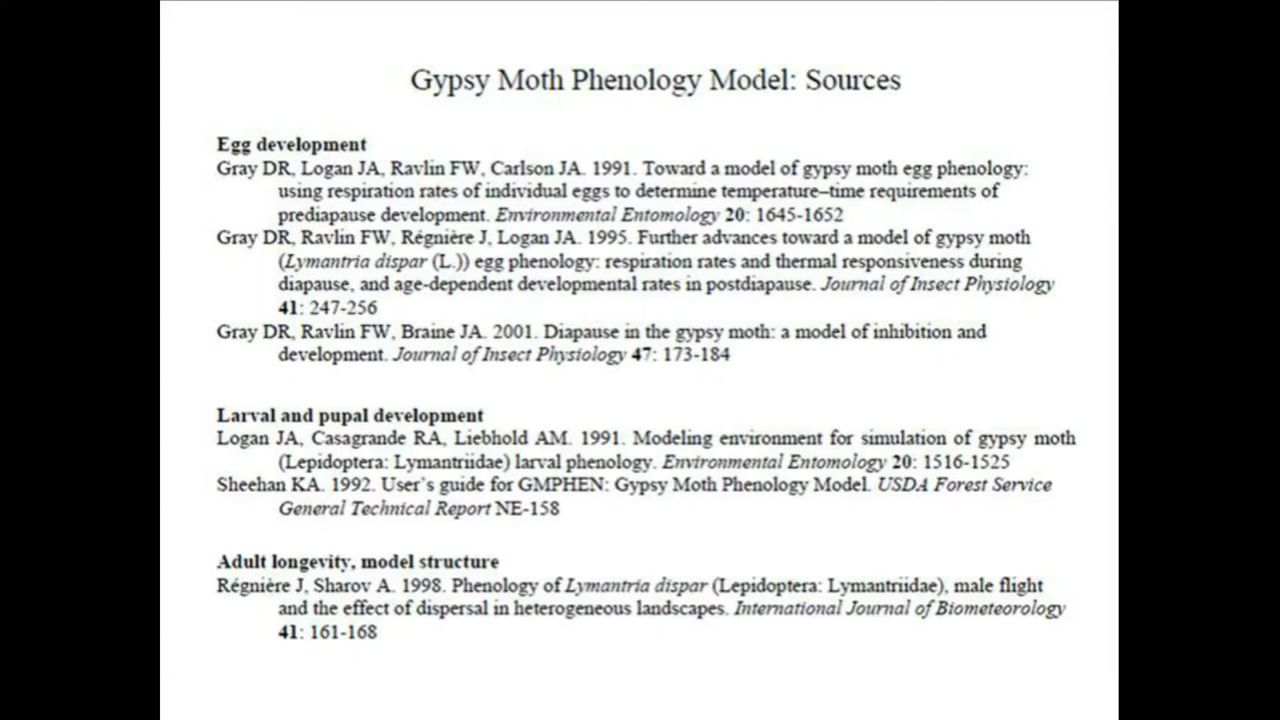 Gypsy Moth Phenology Model: Sources
Egg development
Gray DR, Logan JA, Ravlin FW, Carlson JA. 1991. Toward a model of gypsy moth egg phenology:
using respiration rates of individual eggs to determine temperature–time requirements of
prediapause development. Environmental Entomology 20: 1645-1652
Gray DR, Ravlin FW, Régnière J, Logan JA. 1995. Further advances toward a model of gypsy moth
(Lymantria dispar (L.)) egg phenology: respiration rates and thermal responsiveness during
diapause, and age-dependent developmental rates in postdiapause. Journal of Insect Physiology
41: 247-256
Gray DR, Ravlin FW, Braine JA. 2001. Diapause in the gypsy moth: a model of inhibition and
development. Journal of Insect Physiology 47: 173-184
Larval and pupal development
Logan JA, Casagrande RA, Liebhold AM. 1991. Modeling environment for simulation of gypsy moth
(Lepidoptera: Lymantriidae) larval phenology. Environmental Entomology 20: 1516-1525
Sheehan KA. 1992. User's guide for GMPHEN: Gypsy Moth Phenology Model. USDA Forest Service
General Technical Report NE-158
Adult longevity, model structure
Régnière J, Sharov A. 1998. Phenology of Lymantria dispar (Lepidoptera: Lymantriidae), male flight
and the effect of dispersal in heterogeneous landscapes. International Journal of Biometeorology
41: 161-168